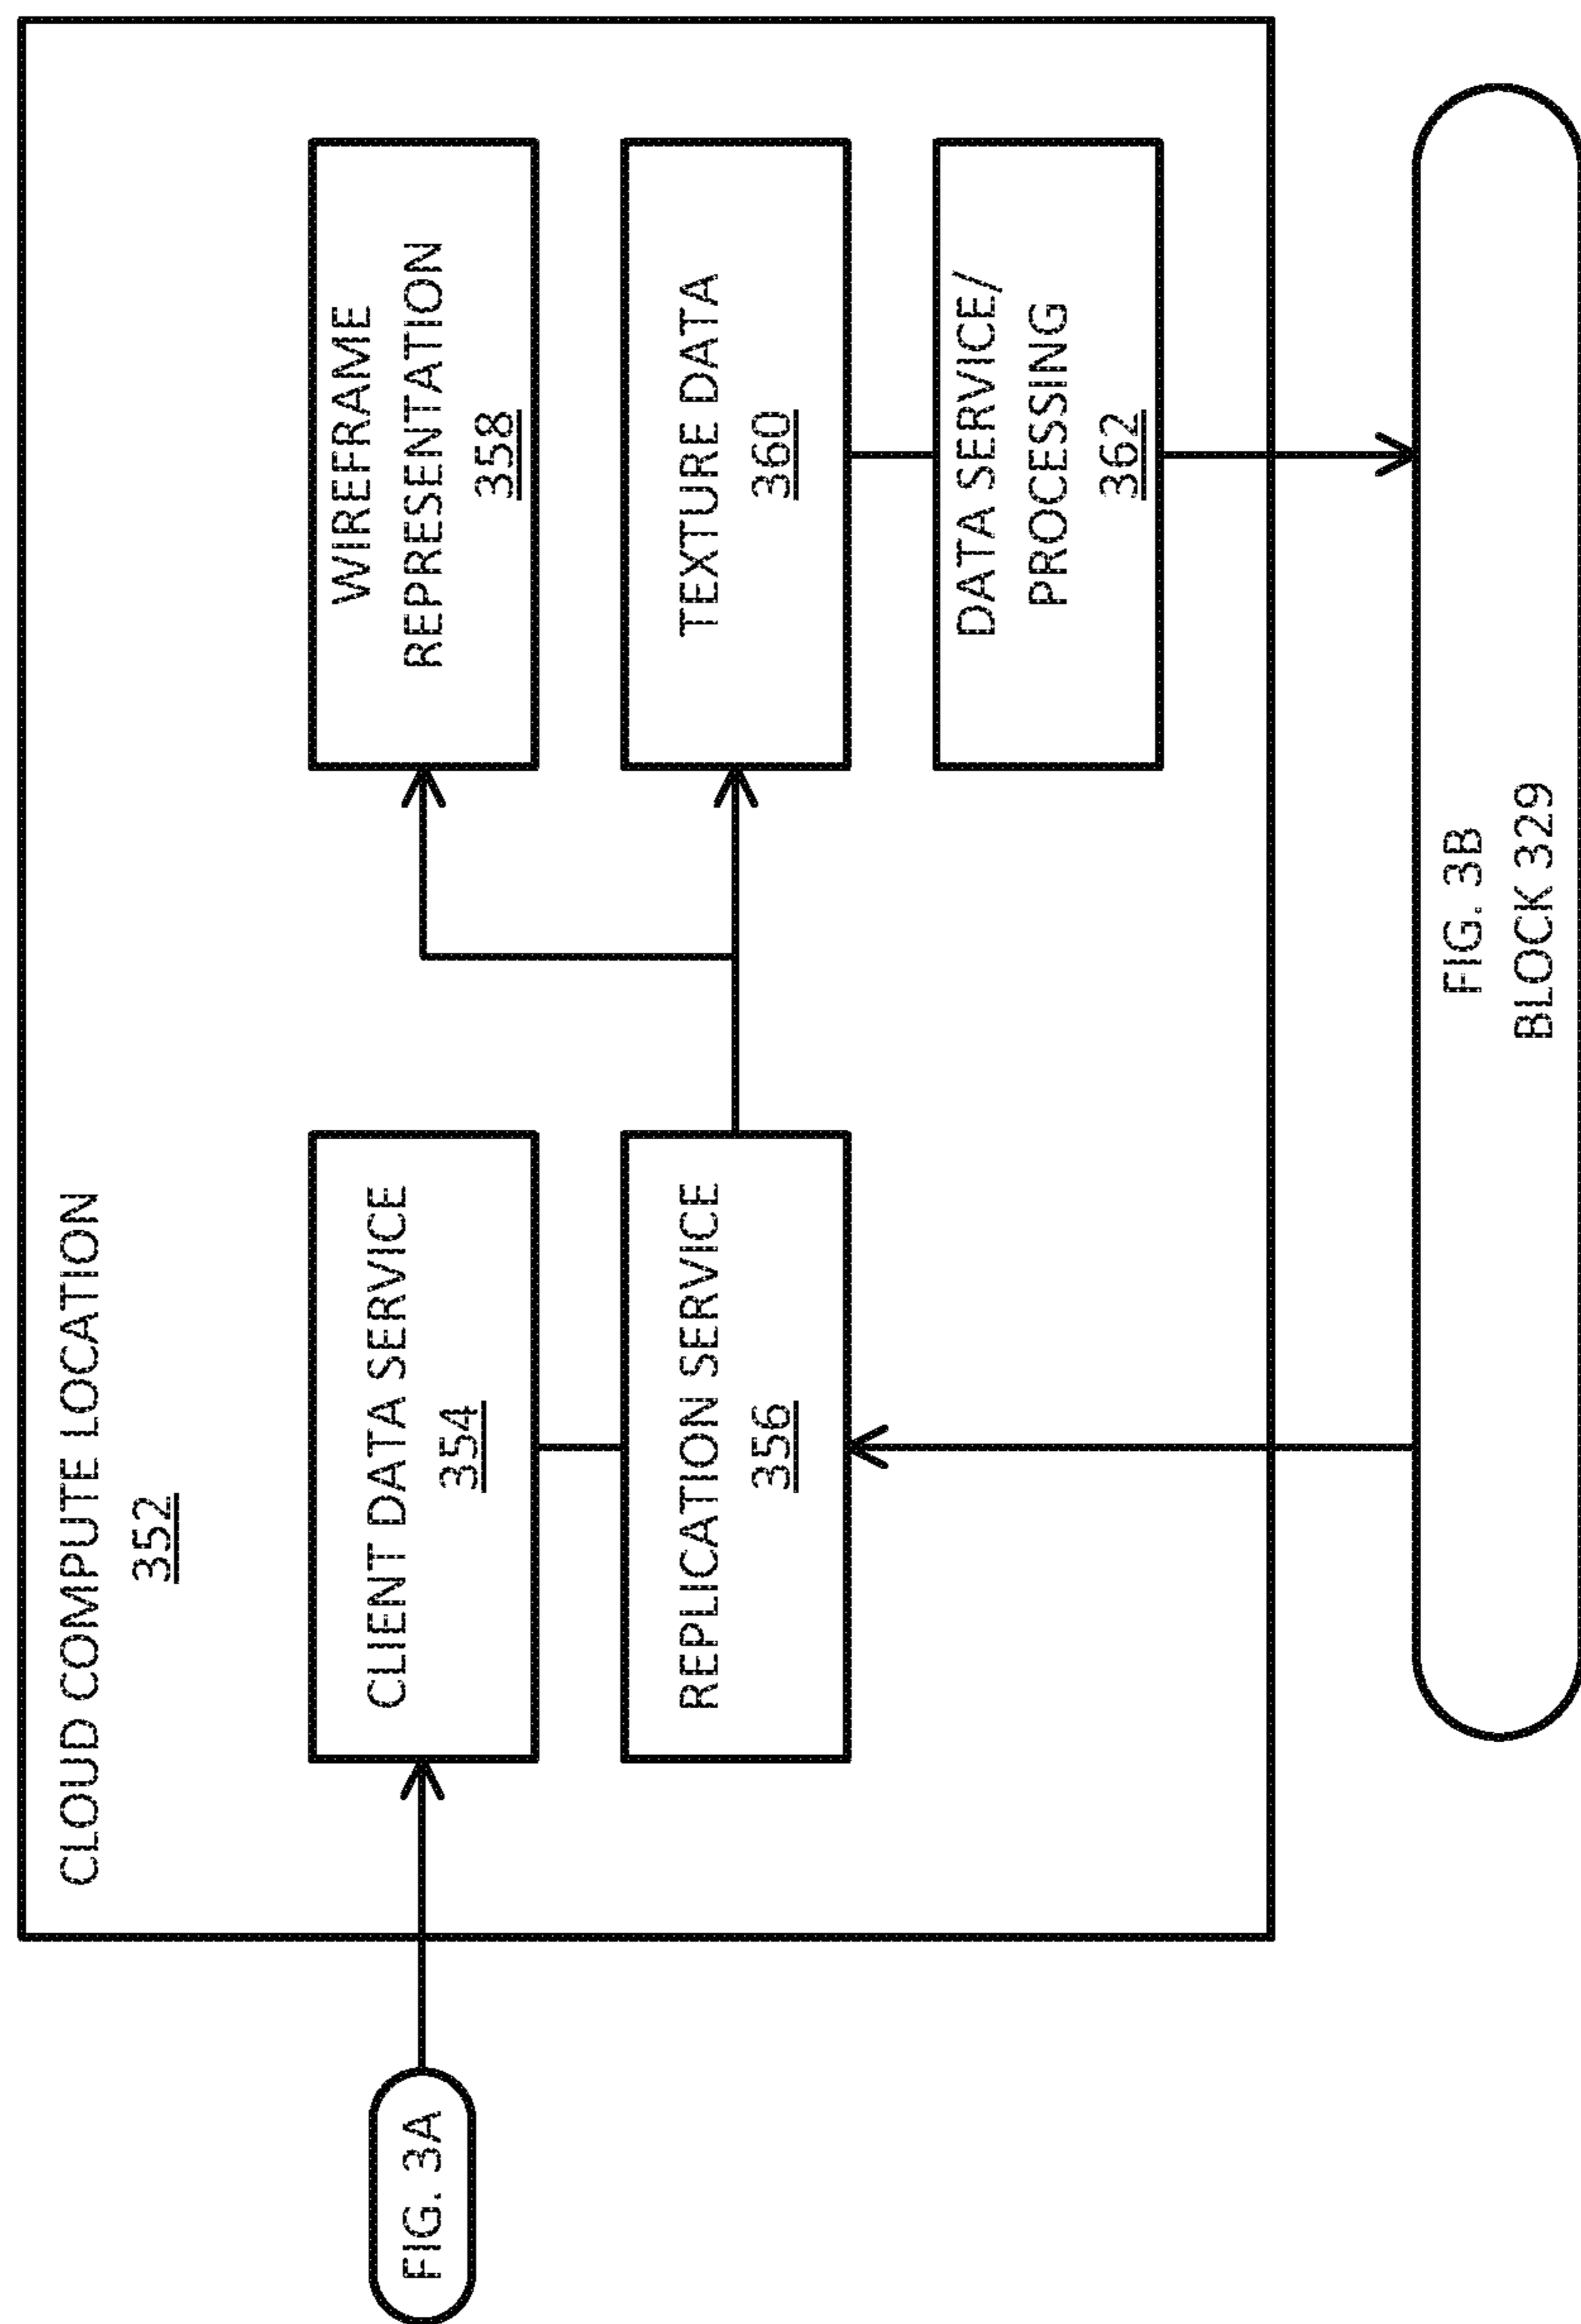 CLOUD COMPUTE LOCATION
352
FIG. 3A
CLIENT DATA SERVICE
354
WIREFRAME
REPRESENTATION
358
REPLICATION SERVICE
356
TEXTURE DATA
360
DATA SERVICE/
PROCESSING
362
FIG. 3B
BLOCK 329